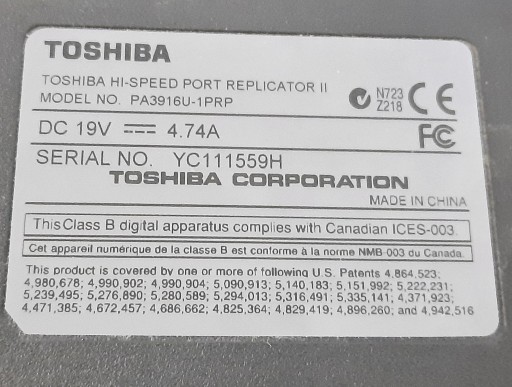 TOSHIBA
TOSHIBA HI-SPEED PORT REPLICATOR II
MODEL NO. PA3916U-1PRP
N723
Z218
CE
DC 19V ⎓ 4.74A
FC
SERIAL NO. YC111559H
TOSHIBA CORPORATION
MADE IN CHINA
This Class B digital apparatus complies with Canadian ICES-003.
Cet appareil numérique de la classe B est conforme à la norme NMB-003 du Canada.
This product is covered by one or more of following U.S. Patents 4,864,523;
4,980,678; 4,990,902; 4,990,904; 5,090,913; 5,140,183; 5,151,992; 5,222,231;
5,239,495; 5,276,890; 5,280,589; 5,294,013; 5,316,491; 5,335,141; 4,371,923;
4,471,385; 4,672,457; 4,686,662; 4,825,364; 4,829,419; 4,896,260; and 4,942,516